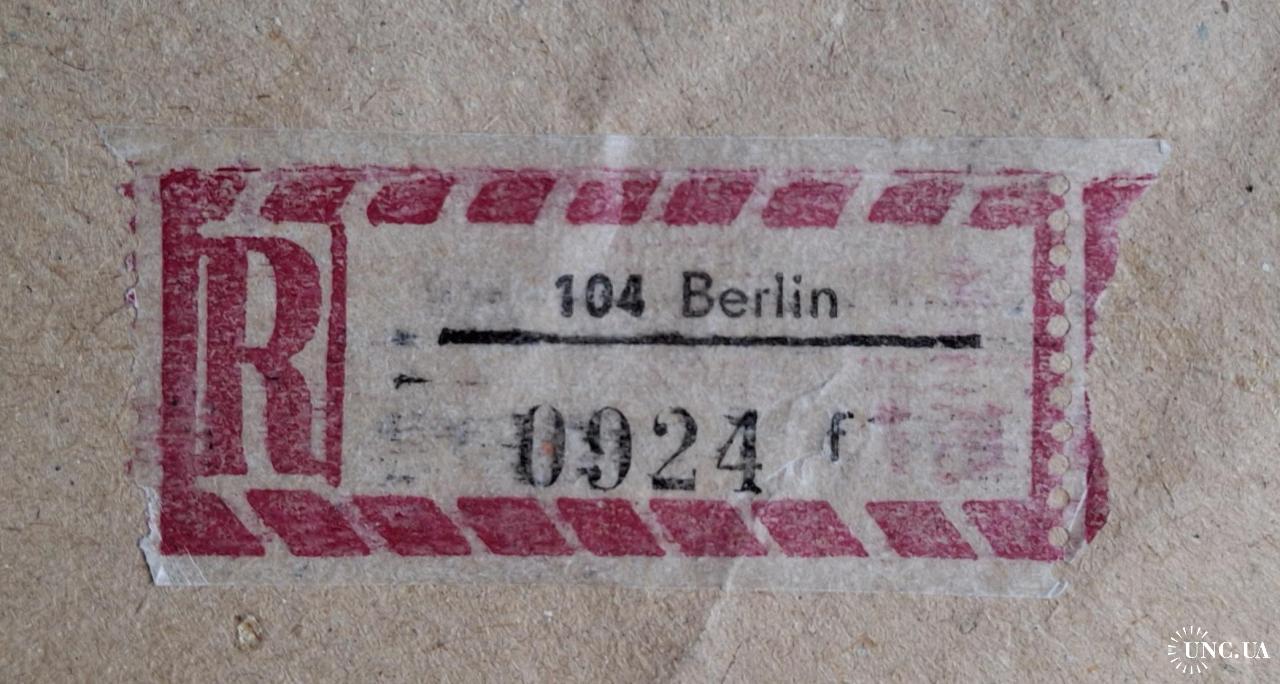 R
104 Berlin
0924 f
UNC.UA